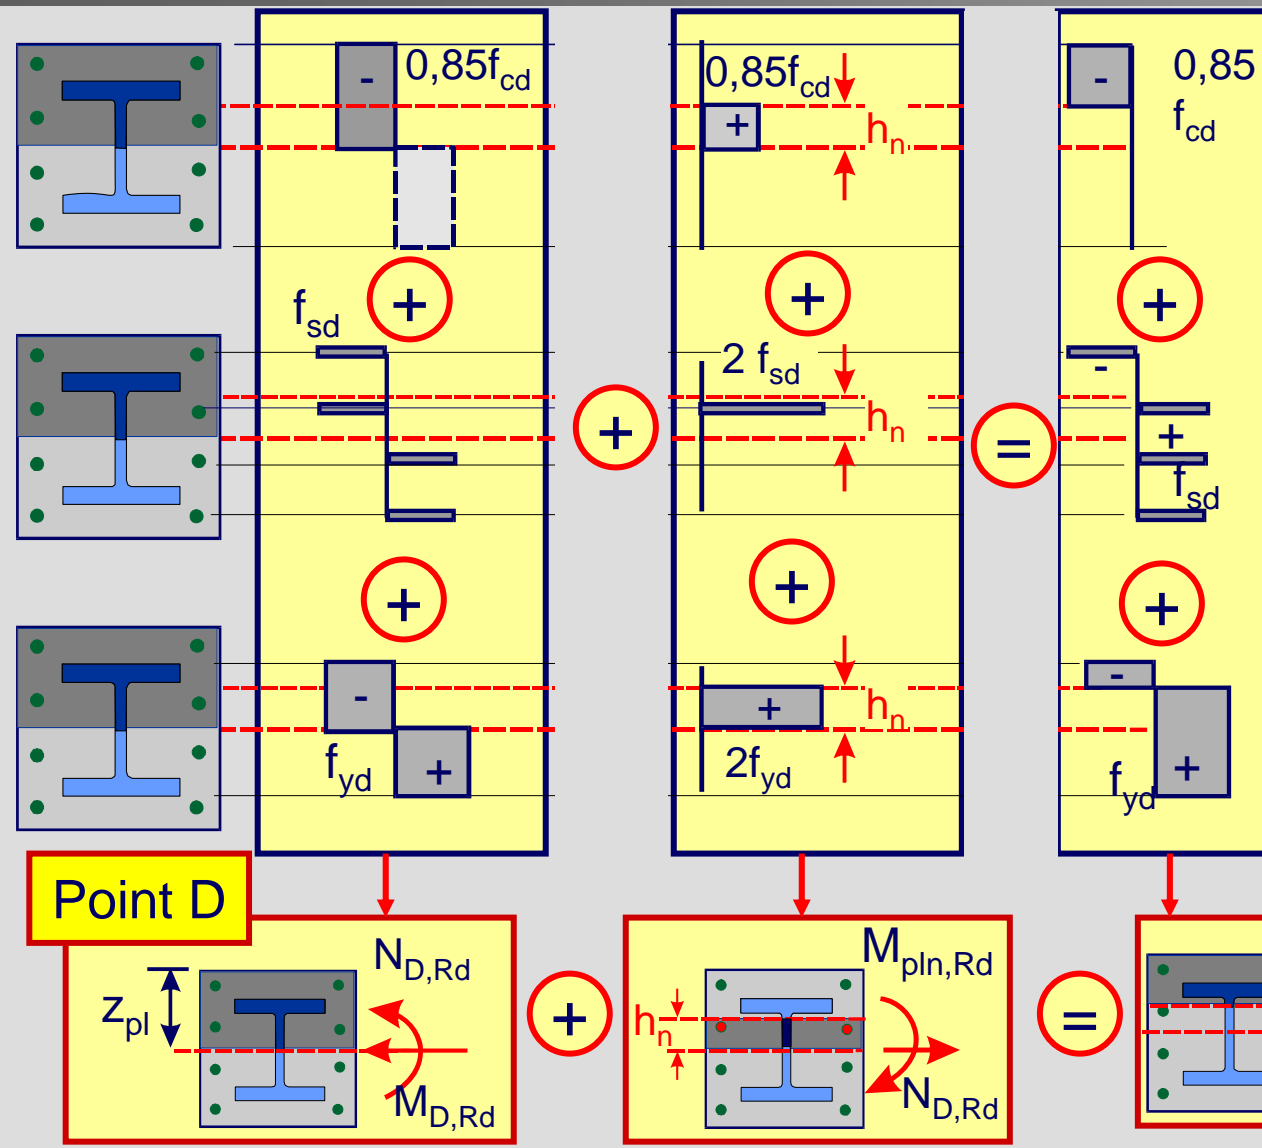 -
0,85f_cd
0,85f_cd
+
h_n
-
0,85
f_cd
+
+
+
f_sd
2 f_sd
h_n
+
=
-
+
f_sd
+
+
+
-
f_yd
+
+
h_n
2f_yd
-
+
f_yd
Point D
z_pl
N_D,Rd
M_D,Rd
+
M_pln,Rd
h_n
N_D,Rd
=